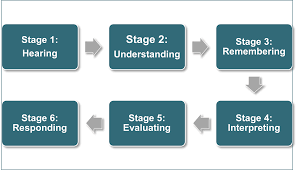 Stage 1:
Hearing
Stage 2:
Understanding
Stage 3:
Remembering
Stage 4:
Interpreting
Stage 5:
Evaluating
Stage 6:
Responding